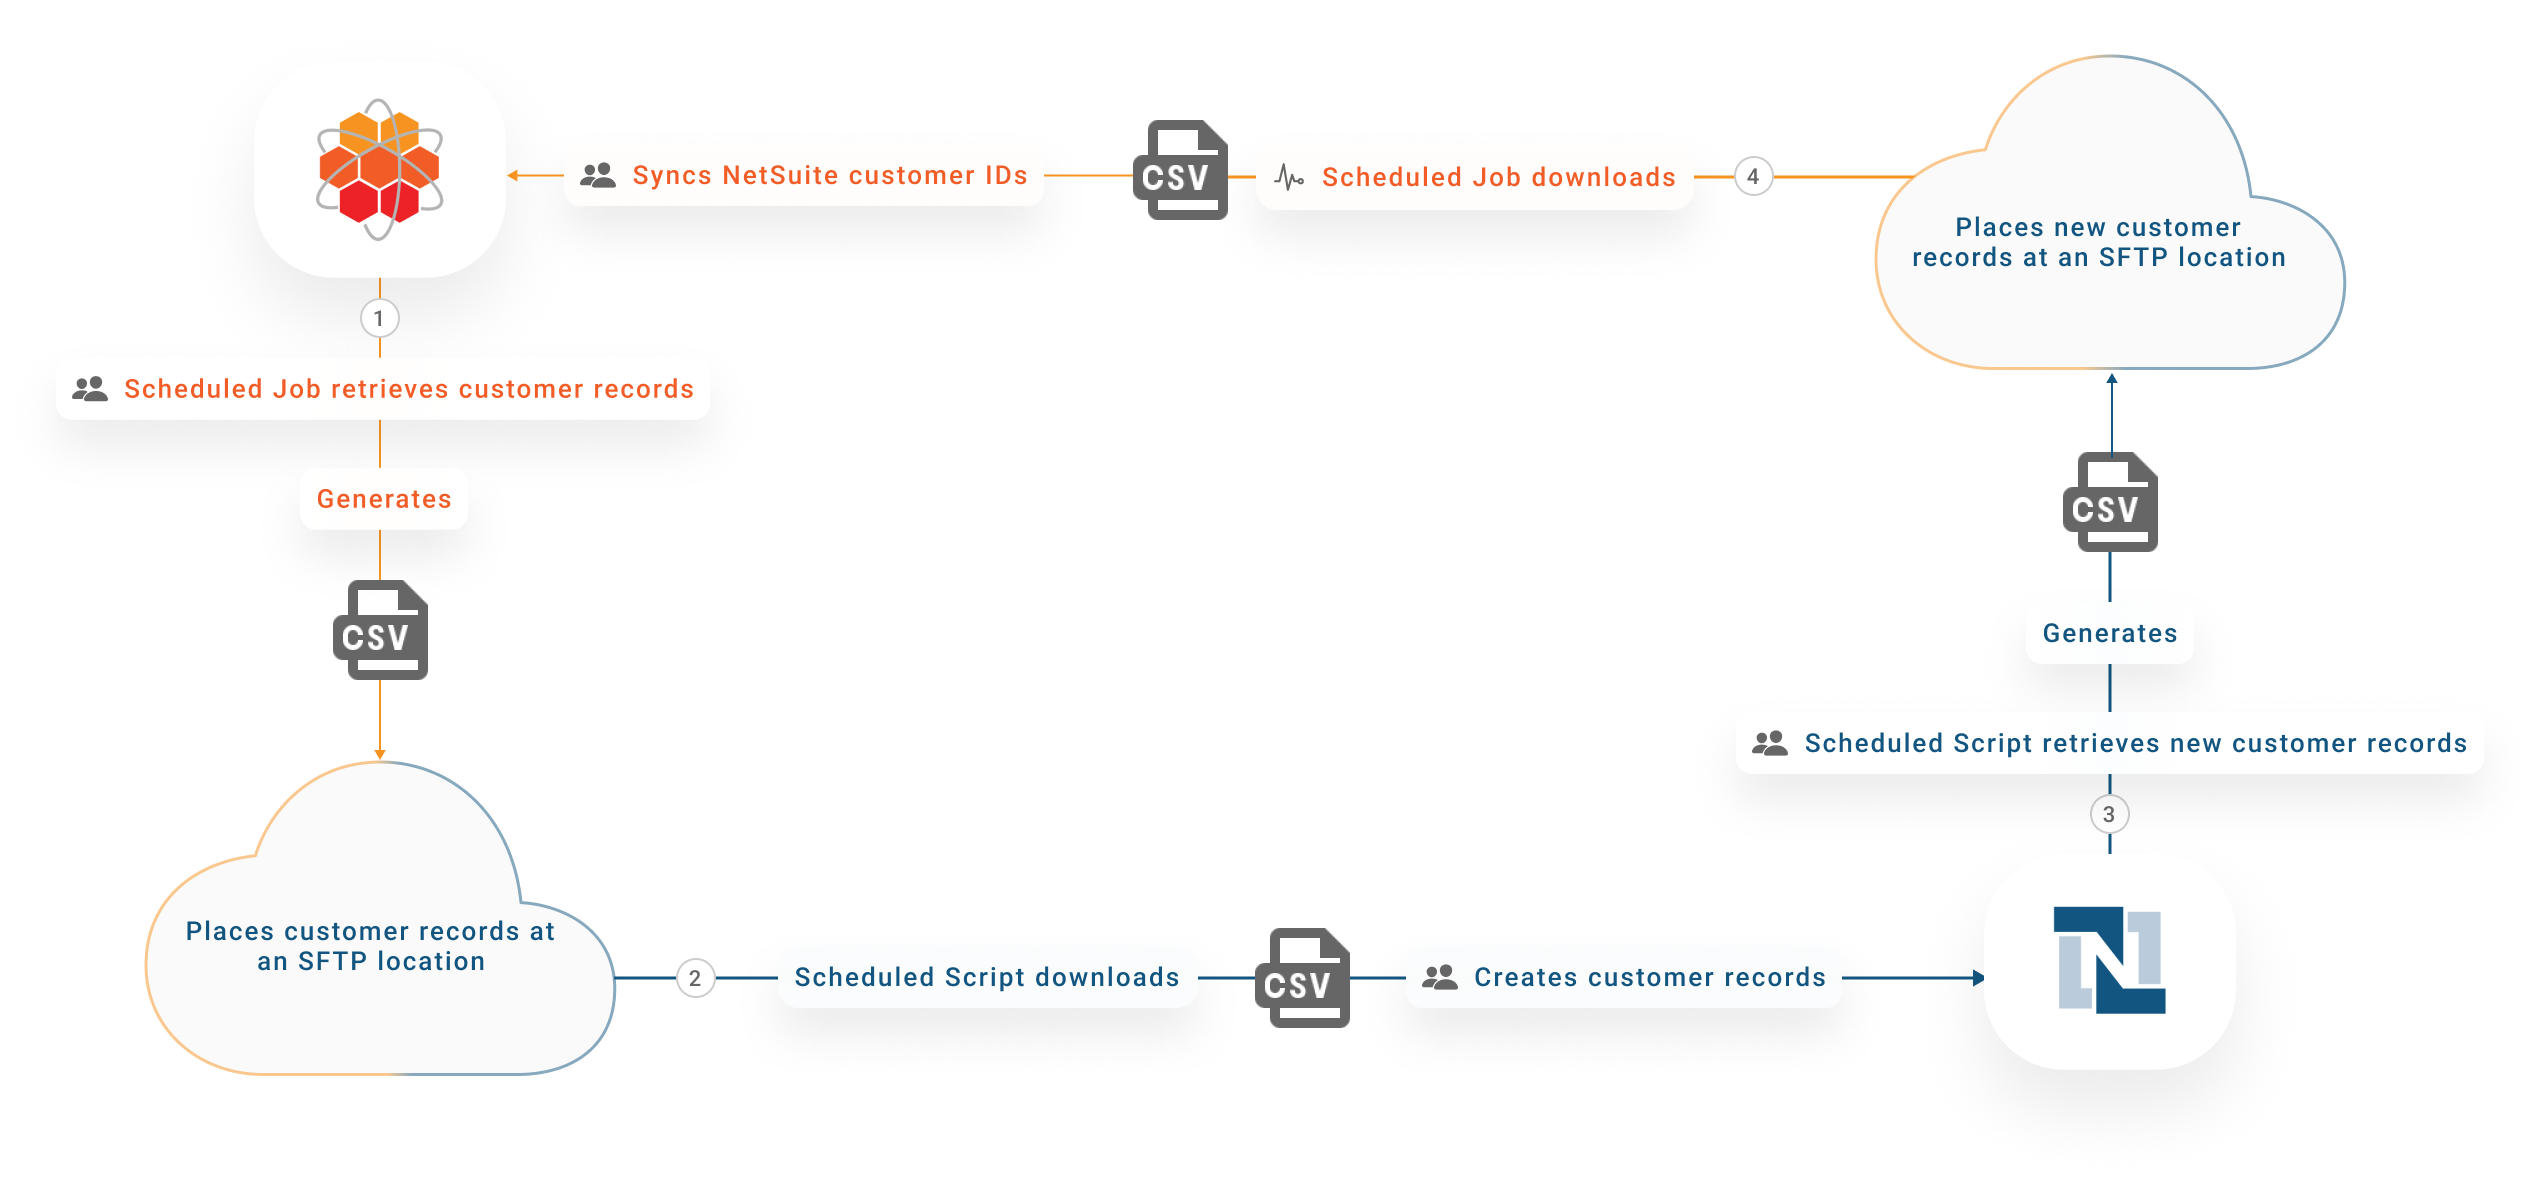 Syncs NetSuite customer IDs
CSV
Scheduled Job downloads
4
Places new customer
records at an SFTP location
1
Scheduled Job retrieves customer records
Generates
CSV
Places customer records at
an SFTP location
2
Scheduled Script downloads
CSV
Creates customer records
N
3
Scheduled Script retrieves new customer records
Generates
CSV